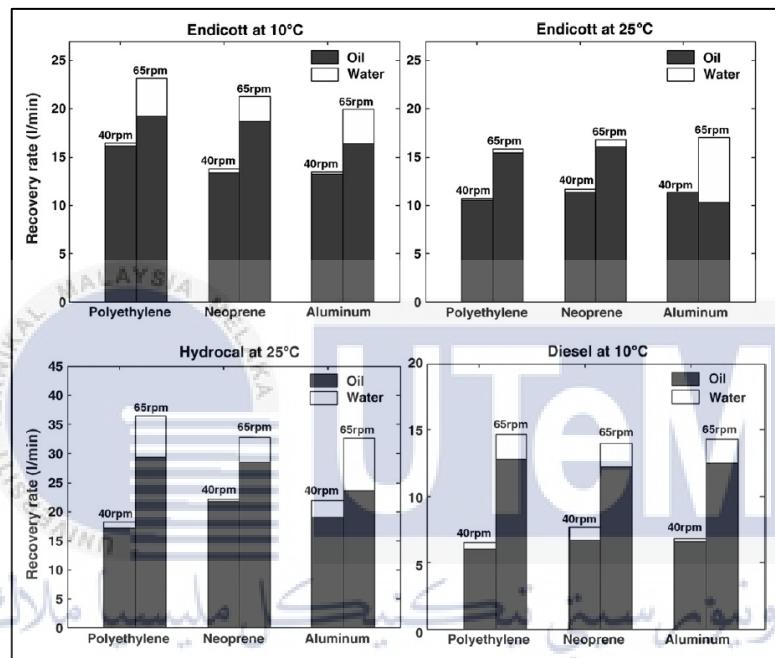 Endicott at 10°C
Recovery rate (l/min)
25
20
15
10
5
0
Oil
Water
40rpm
65rpm
40rpm
65rpm
40rpm
65rpm
Polyethylene
Neoprene
Aluminum
Endicott at 25°C
25
20
15
10
5
0
Oil
Water
40rpm
65rpm
40rpm
65rpm
40rpm
65rpm
Polyethylene
Neoprene
Aluminum
Hydrocal at 25°C
Recovery rate (l/min)
45
40
35
30
25
20
15
10
5
0
Oil
Water
40rpm
65rpm
40rpm
65rpm
40rpm
65rpm
Polyethylene
Neoprene
Aluminum
Diesel at 10°C
20
15
10
5
0
Oil
Water
40rpm
65rpm
40rpm
65rpm
40rpm
65rpm
Polyethylene
Neoprene
Aluminum
UTeM
MALAYSIA